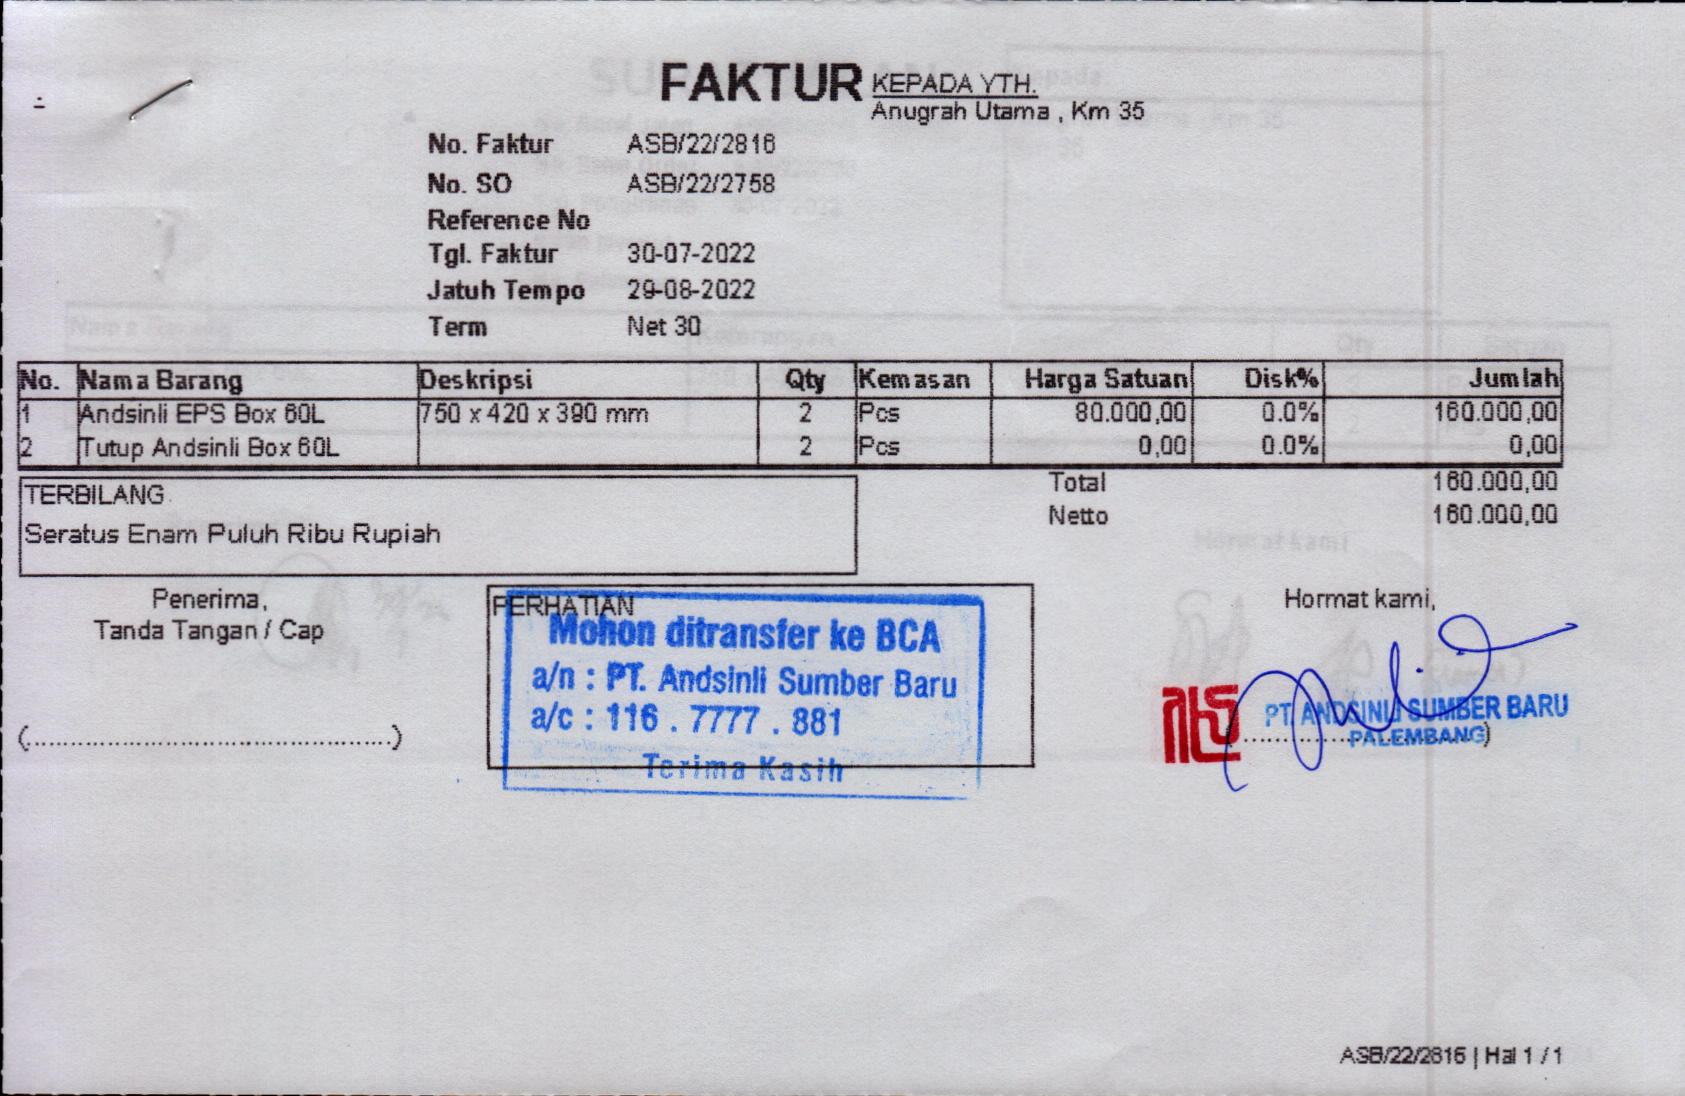 FAKTUR
KEPADA YTH.
Anugrah Utama , Km 35
No. Faktur ASB/22/2816
No. SO ASB/22/2758
Reference No
Tgl. Faktur 30-07-2022
Jatuh Tempo 29-08-2022
Term Net 30
No. Nama Barang Deskripsi Qty Kemasan Harga Satuan Disk% Jumlah
1 Andsinli EPS Box 60L 750 x 420 x 390 mm 2 Pcs 80.000,00 0.0% 160.000,00
2 Tutup Andsinli Box 60L 2 Pcs 0,00 0.0% 0,00
Total 160.000,00
Netto 160.000,00
TERBILANG
Seratus Enam Puluh Ribu Rupiah
Penerima,
Tanda Tangan / Cap
(................................................)
PERHATIAN
Mohon ditransfer ke BCA
a/n : PT. Andsinli Sumber Baru
a/c : 116 . 7777 . 881
Terima Kasih
Hormat kami,
PT. ANDSINLI SUMBER BARU
PALEMBANG
ASB/22/2816 | Hal 1 / 1